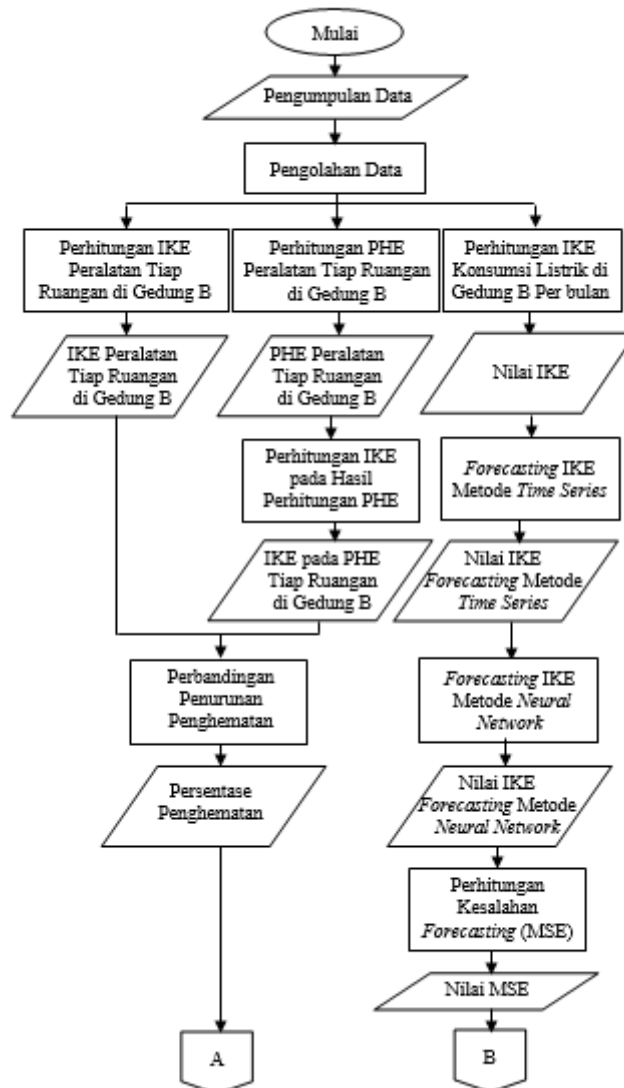 Mulai
Pengumpulan Data
Pengolahan Data
Perhitungan IKE
Peralatan Tiap
Ruangan di Gedung B
Perhitungan PHE
Peralatan Tiap Ruangan
di Gedung B
Perhitungan IKE
Konsumsi Listrik di
Gedung B Per bulan
IKE Peralatan
Tiap Ruangan
di Gedung B
PHE Peralatan
Tiap Ruangan
di Gedung B
Nilai IKE
Perhitungan IKE
pada Hasil
Perhitungan PHE
Forecasting IKE
Metode Time Series
IKE pada PHE
Tiap Ruangan
di Gedung B
Nilai IKE
Forecasting Metode
Time Series
Perbandingan
Penurunan
Penghematan
Forecasting IKE
Metode Neural
Network
Persentase
Penghematan
Nilai IKE
Forecasting Metode
Neural Network
Perhitungan
Kesalahan
Forecasting (MSE)
Nilai MSE
A
B